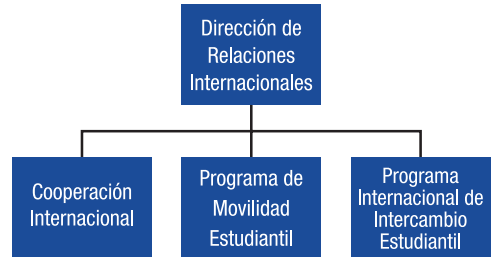 Dirección de
Relaciones
Internacionales
Cooperación
Internacional
Programa de
Movilidad
Estudiantil
Programa
Internacional de
Intercambio
Estudiantil